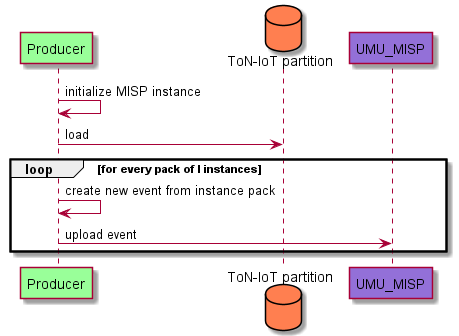 Producer
ToN-IoT partition
UMU_MISP
initialize MISP instance
load
loop
[for every pack of l instances]
create new event from instance pack
upload event
Producer
ToN-IoT partition
UMU_MISP